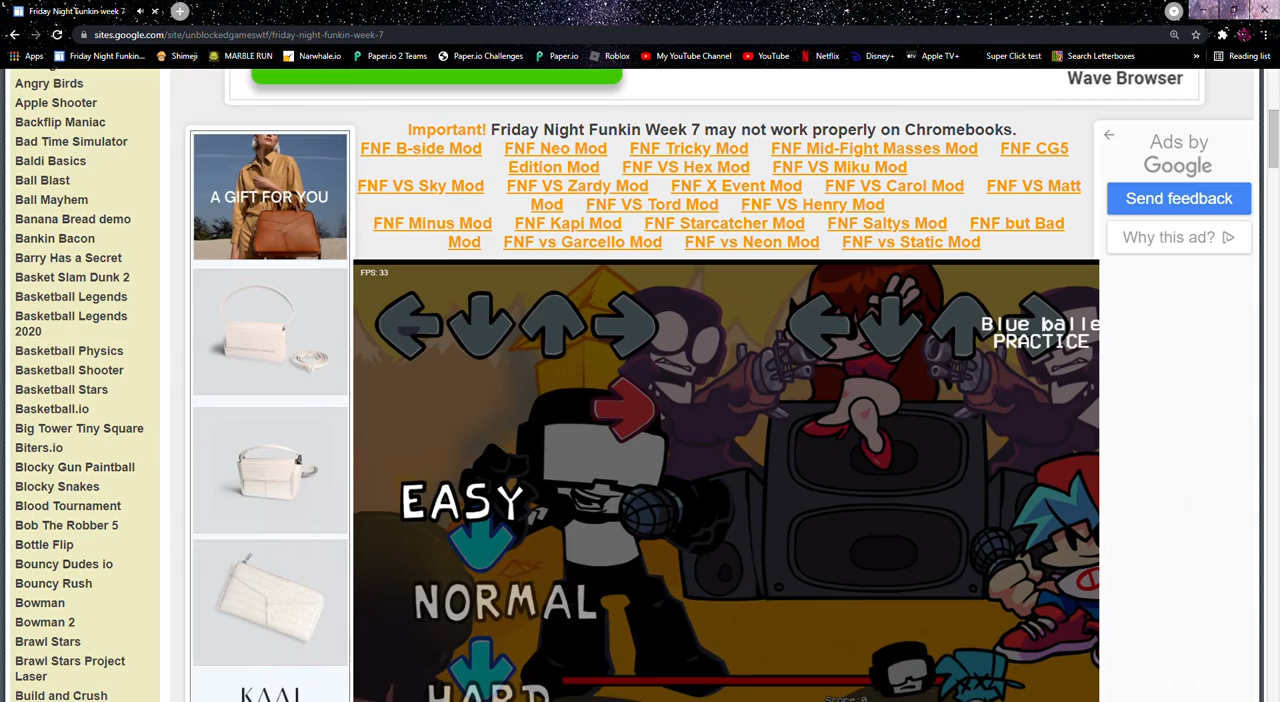 Friday Night Funkin week 7
sites.google.com/site/unblockedgameswtf/friday-night-funkin-week-7
Apps
Friday Night Funkin...
Shimeji
MARBLE RUN
Narwhale.io
Paper.io 2 Teams
Paper.io Challenges
Paper.io
Roblox
My YouTube Channel
YouTube
Netflix
Disney+
Apple TV+
Super Click test
Search Letterboxes
»
Reading list
Angry Birds
Apple Shooter
Backflip Maniac
Bad Time Simulator
Baldi Basics
Ball Blast
Ball Mayhem
Banana Bread demo
Bankin Bacon
Barry Has a Secret
Basket Slam Dunk 2
Basketball Legends
Basketball Legends
2020
Basketball Physics
Basketball Shooter
Basketball Stars
Basketball.io
Big Tower Tiny Square
Biters.io
Blocky Gun Paintball
Blocky Snakes
Blood Tournament
Bob The Robber 5
Bottle Flip
Bouncy Dudes io
Bouncy Rush
Bowman
Bowman 2
Brawl Stars
Brawl Stars Project
Laser
Build and Crush
A GIFT FOR YOU
Wave Browser
Important! Friday Night Funkin Week 7 may not work properly on Chromebooks.
FNF B-side Mod FNF Neo Mod FNF Tricky Mod FNF Mid-Fight Masses Mod FNF CG5
Edition Mod FNF VS Hex Mod FNF VS Miku Mod
FNF VS Sky Mod FNF VS Zardy Mod FNF X Event Mod FNF VS Carol Mod FNF VS Matt
Mod FNF VS Tord Mod FNF VS Henry Mod
FNF Minus Mod FNF Kapi Mod FNF Starcatcher Mod FNF Saltys Mod FNF but Bad
Mod FNF vs Garcello Mod FNF vs Neon Mod FNF vs Static Mod
FPS: 33
Blue balle
PRACTICE
EASY
NORMAL
HARD
Score:0
Ads by
Google
Send feedback
Why this ad?